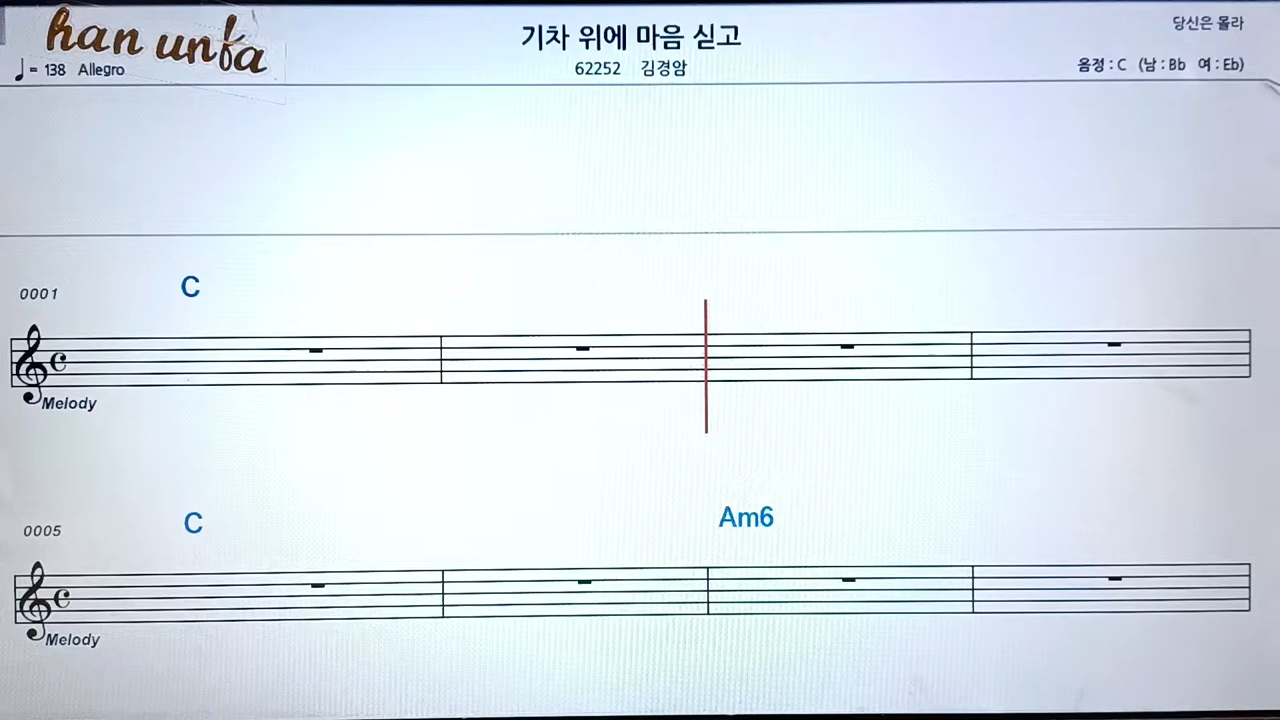 han unfa
♩= 138 Allegro
기차 위에 마음 싣고
62252 김경암
당신은 몰라
음정 : C (남 : Bb 여 : Eb)
0001
C
Melody
0005
C Am6
Melody